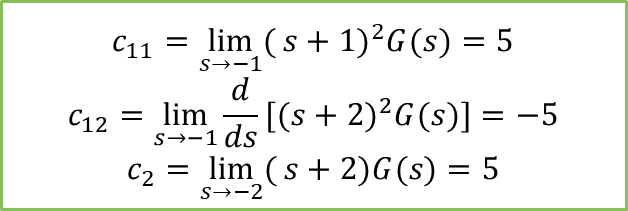 c₁₁ = lim_{s→−1} ( s + 1)²G(s) = 5
c₁₂ = lim_{s→−1} d/ds [(s + 2)²G(s)] = −5
c₂ = lim_{s→−2} ( s + 2)G(s) = 5